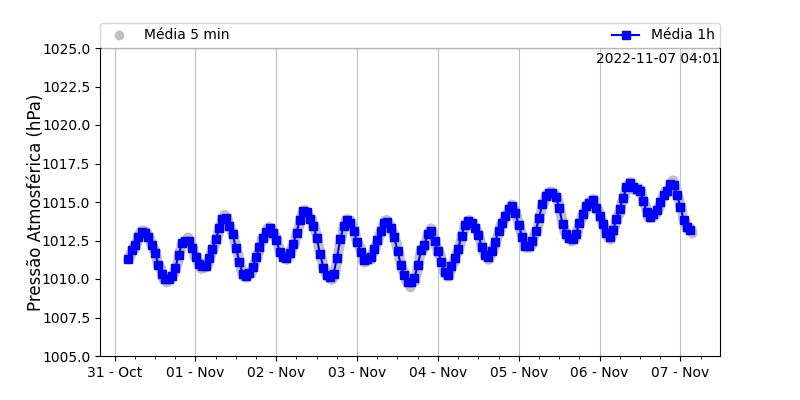 Média 5 min
Média 1h
2022-11-07 04:01
Pressão Atmosférica (hPa)
1025.0
1022.5
1020.0
1017.5
1015.0
1012.5
1010.0
1007.5
1005.0
31 - Oct
01 - Nov
02 - Nov
03 - Nov
04 - Nov
05 - Nov
06 - Nov
07 - Nov